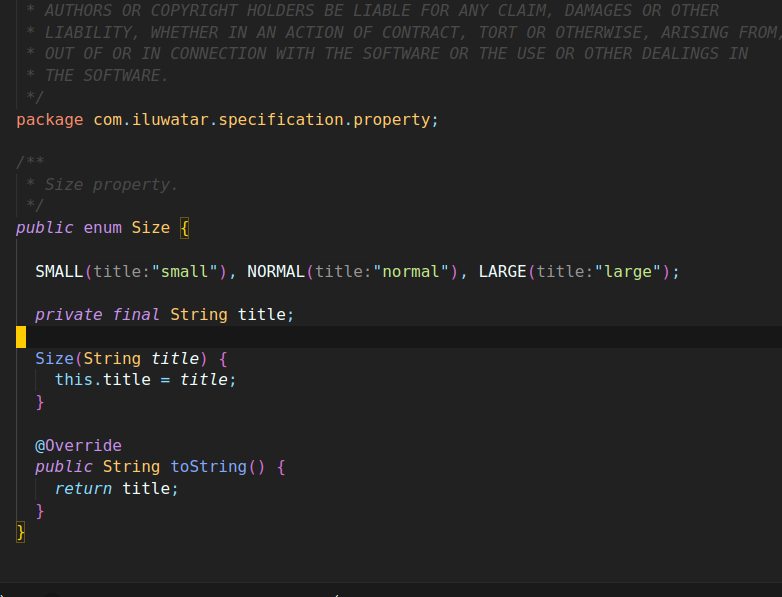 * AUTHORS OR COPYRIGHT HOLDERS BE LIABLE FOR ANY CLAIM, DAMAGES OR OTHER
* LIABILITY, WHETHER IN AN ACTION OF CONTRACT, TORT OR OTHERWISE, ARISING FROM,
* OUT OF OR IN CONNECTION WITH THE SOFTWARE OR THE USE OR OTHER DEALINGS IN
* THE SOFTWARE.
*/
package com.iluwatar.specification.property;
/**
* Size property.
*/
public enum Size {
SMALL(title:"small"), NORMAL(title:"normal"), LARGE(title:"large");
private final String title;
Size(String title) {
this.title = title;
}
@Override
public String toString() {
return title;
}
}